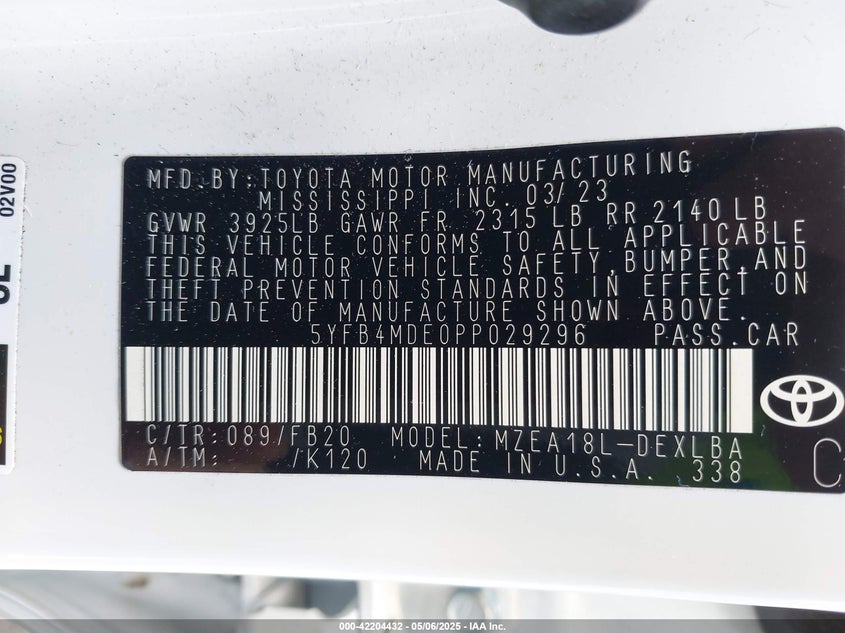 MFD BY:TOYOTA MOTOR MANUFACTURING
MISSISSIPPI INC. 03/23
GVWR 3925LB GAWR FR 2315 LB RR 2140 LB
THIS VEHICLE CONFORMS TO ALL APPLICABLE
FEDERAL MOTOR VEHICLE SAFETY, BUMPER, AND
THEFT PREVENTION STANDARDS IN EFFECT ON
THE DATE OF MANUFACTURE SHOWN ABOVE.
5YFB4MDE0PP029296 PASS.CAR
C/TR:089/FB20 MODEL:MZEA18L-DEXLBA
A/TM: /K120 MADE IN U.S.A. 338
C
02V00
000-42204432 - 05/06/2025 - IAA Inc.